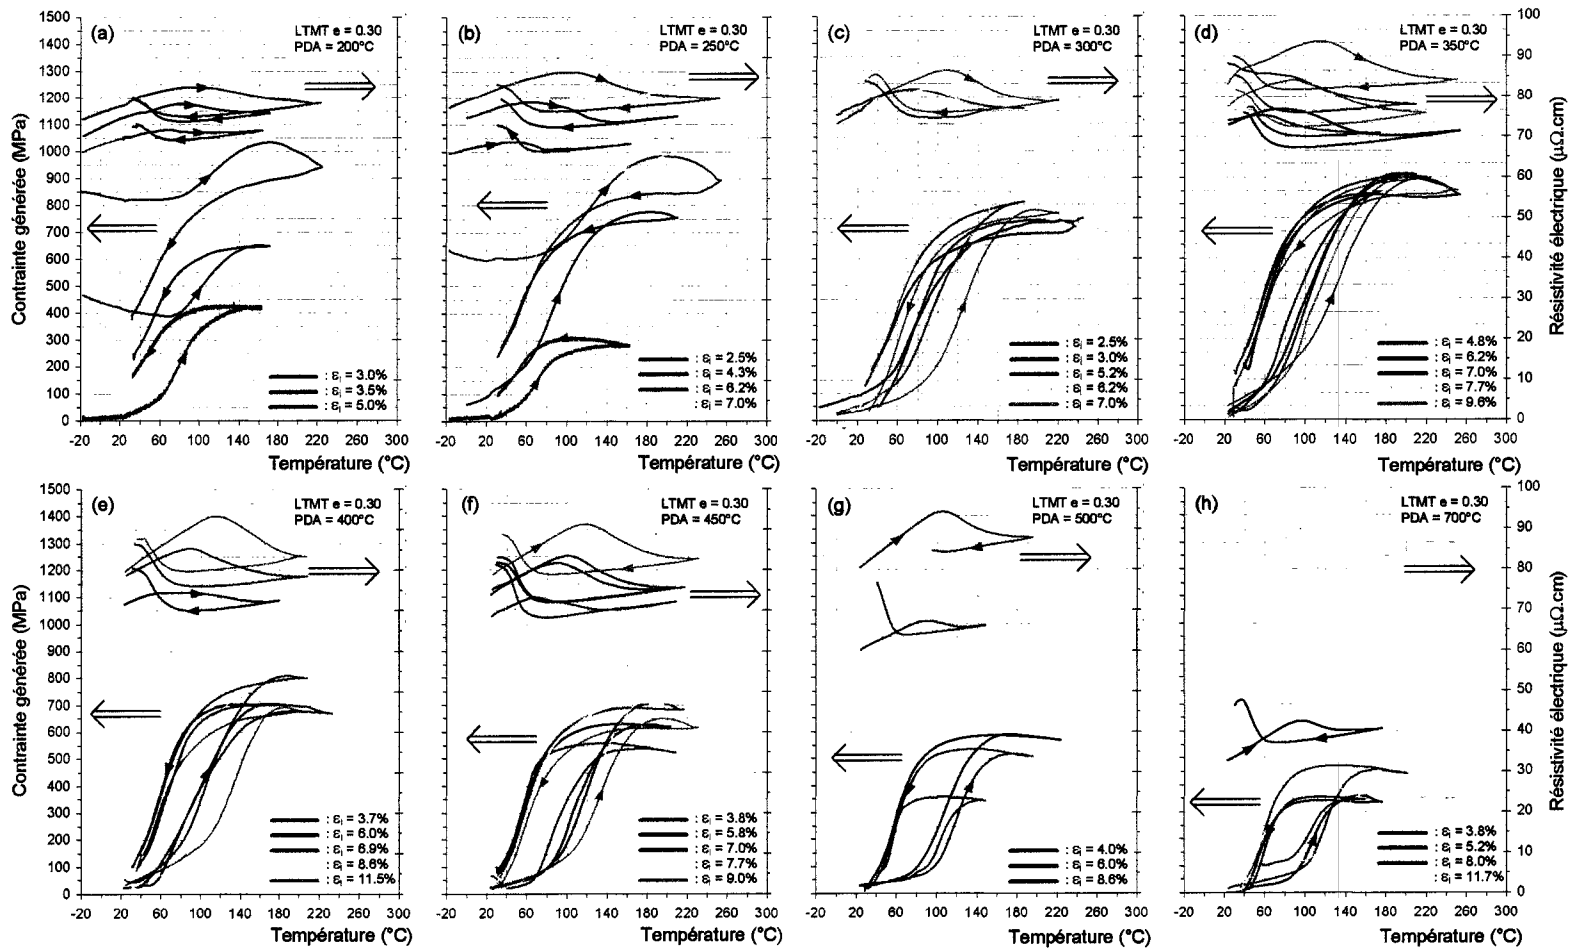 (a)
LTMT e = 0.30
PDA = 200°C
(b)
LTMT e = 0.30
PDA = 250°C
(c)
LTMT e = 0.30
PDA = 300°C
(d)
LTMT e = 0.30
PDA = 350°C
Contrainte générée (MPa)
1500
1400
1300
1200
1100
1000
900
800
700
600
500
400
300
200
100
0
: εi = 3.0%
: εi = 3.5%
: εi = 5.0%
: εi = 2.5%
: εi = 4.3%
: εi = 6.2%
: εi = 7.0%
: εi = 2.5%
: εi = 3.0%
: εi = 5.2%
: εi = 6.2%
: εi = 7.0%
: εi = 4.8%
: εi = 6.2%
: εi = 7.0%
: εi = 7.7%
: εi = 9.6%
100
90
80
70
60
50
40
30
20
10
0
Résistivité électrique (μΩ.cm)
-20 20 60 100 140 180 220 260 300
-20 20 60 100 140 180 220 260 300
-20 20 60 100 140 180 220 260 300
-20 20 60 100 140 180 220 260 300
Température (°C)
Température (°C)
Température (°C)
Température (°C)
(e)
LTMT e = 0.30
PDA = 400°C
(f)
LTMT e = 0.30
PDA = 450°C
(g)
LTMT e = 0.30
PDA = 500°C
(h)
LTMT e = 0.30
PDA = 700°C
Contrainte générée (MPa)
1500
1400
1300
1200
1100
1000
900
800
700
600
500
400
300
200
100
0
: εi = 3.7%
: εi = 6.0%
: εi = 6.9%
: εi = 8.6%
: εi = 11.5%
: εi = 3.8%
: εi = 5.8%
: εi = 7.0%
: εi = 7.7%
: εi = 9.0%
: εi = 4.0%
: εi = 6.0%
: εi = 8.6%
: εi = 3.8%
: εi = 5.2%
: εi = 8.0%
: εi = 11.7%
100
90
80
70
60
50
40
30
20
10
0
Résistivité électrique (μΩ.cm)
-20 20 60 100 140 180 220 260 300
-20 20 60 100 140 180 220 260 300
-20 20 60 100 140 180 220 260 300
-20 20 60 100 140 180 220 260 300
Température (°C)
Température (°C)
Température (°C)
Température (°C)